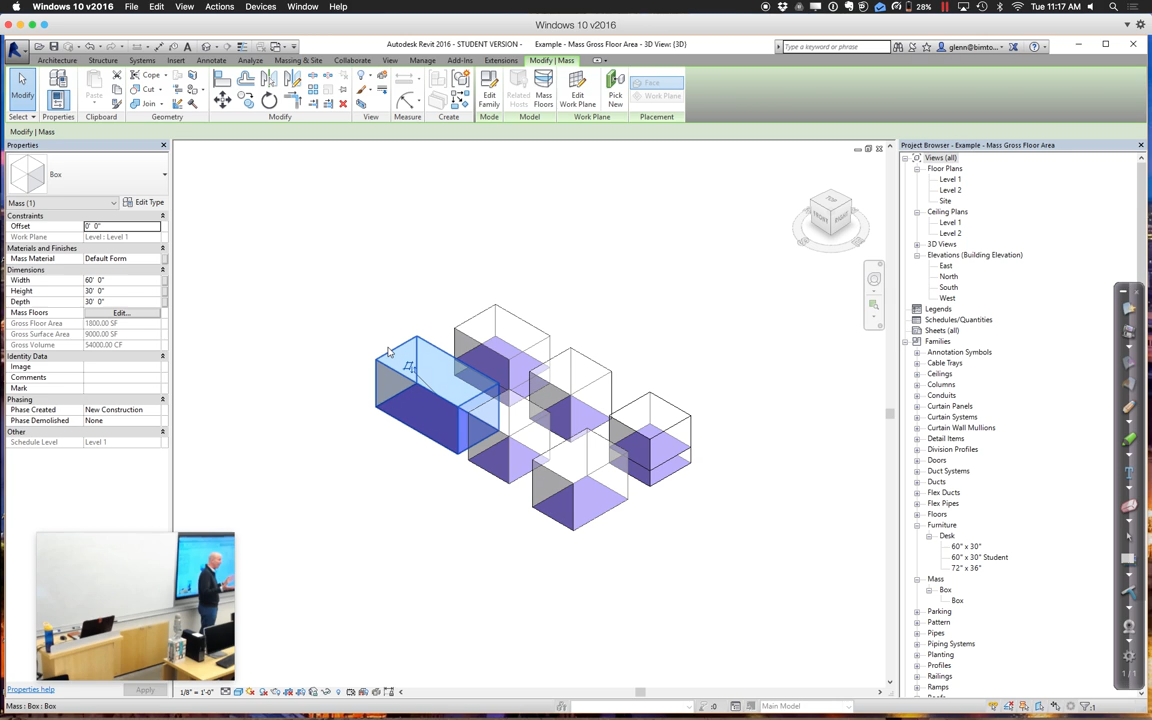 Windows 10 v2016 File Edit View Actions Devices Window Help 28% Tue 11:17 AM
Windows 10 v2016
Autodesk Revit 2016 - STUDENT VERSION - Example - Mass Gross Floor Area - 3D View: {3D} Type a keyword or phrase glenn@bimto...
Architecture Structure Systems Insert Annotate Analyze Massing & Site Collaborate View Manage Add-Ins Extensions Modify | Mass
Modify Paste Cope Cut Join Edit Family Related Hosts Mass Floors Edit Work Plane Pick New Face Work Plane
Select Properties Clipboard Geometry Modify View Measure Create Mode Model Work Plane Placement
Modify | Mass
Properties
Box
Mass (1) Edit Type
Constraints
Offset 0' 0"
Work Plane Level : Level 1
Materials and Finishes
Mass Material Default Form
Dimensions
Width 60' 0"
Height 30' 0"
Depth 30' 0"
Mass Floors Edit...
Gross Floor Area 1800.00 SF
Gross Surface Area 9000.00 SF
Gross Volume 54000.00 CF
Identity Data
Image
Comments
Mark
Phasing
Phase Created New Construction
Phase Demolished None
Other
Schedule Level Level 1
Properties help Apply
TOP
FRONT RIGHT
1/8" = 1'-0"
Project Browser - Example - Mass Gross Floor Area
Views (all)
Floor Plans
Level 1
Level 2
Site
Ceiling Plans
Level 1
Level 2
3D Views
Elevations (Building Elevation)
East
North
South
West
Legends
Schedules/Quantities
Sheets (all)
Families
Annotation Symbols
Cable Trays
Ceilings
Columns
Conduits
Curtain Panels
Curtain Systems
Curtain Wall Mullions
Detail Items
Division Profiles
Doors
Duct Systems
Ducts
Flex Ducts
Flex Pipes
Floors
Furniture
Desk
60" x 30"
60" x 30" Student
72" x 36"
Mass
Box
Box
Parking
Pattern
Pipes
Piping Systems
Planting
Profiles
Railings
Ramps
1/1
Mass : Box : Box :0 Main Model :1